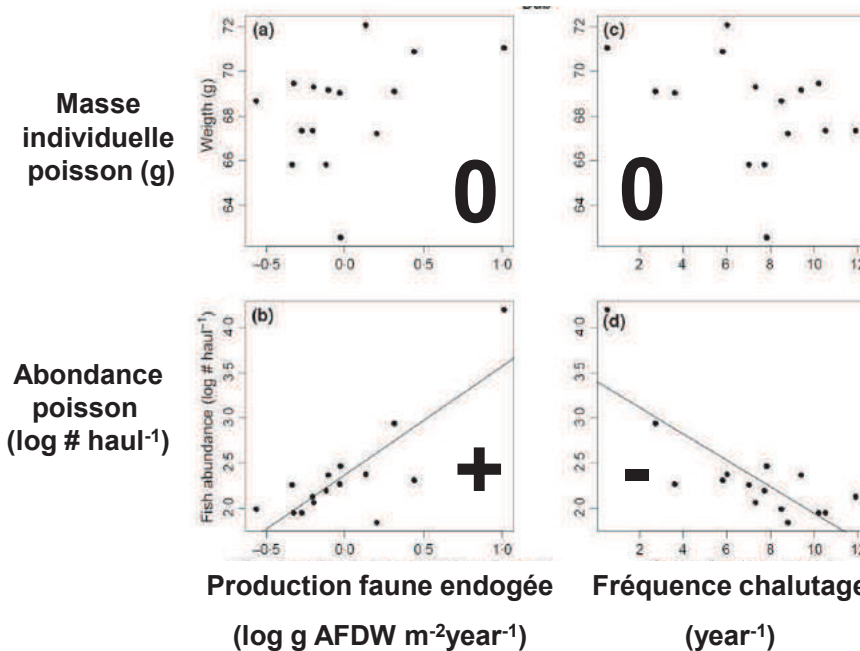 Masse
individuelle
poisson (g)
Weigth (g)
72
70
68
66
64
(a)
0
–0·5 0·0 0·5 1·0
(c)
72
70
68
66
64
0
2 4 6 8 10 12
Abondance
poisson
(log # haul-1)
Fish abundance (log # haul–1)
4·0
3·5
3·0
2·5
2·0
(b)
+
–0·5 0·0 0·5 1·0
(d)
4·0
3·5
3·0
2·5
2·0
-
2 4 6 8 10 12
Production faune endogée
(log g AFDW m-2year-1)
Fréquence chalutage
(year-1)